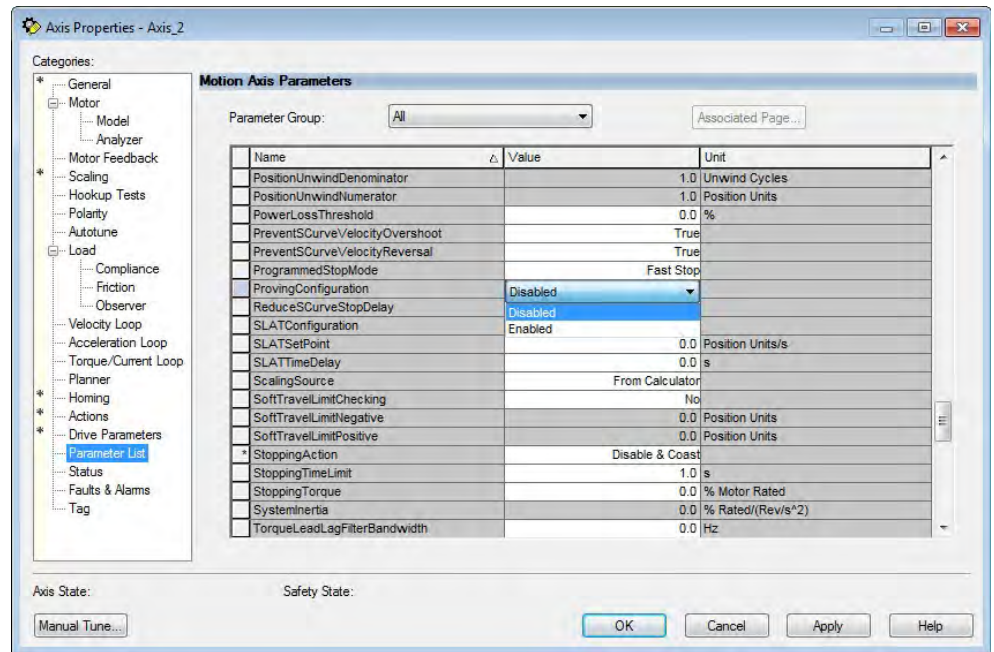 Axis Properties - Axis_2
Categories:
* General
Motor
Model
Analyzer
Motor Feedback
* Scaling
Hookup Tests
Polarity
Autotune
Load
Compliance
Friction
Observer
Velocity Loop
Acceleration Loop
Torque/Current Loop
Planner
* Homing
* Actions
* Drive Parameters
Parameter List
Status
Faults & Alarms
Tag
Motion Axis Parameters
Parameter Group: All Associated Page...
Name Value Unit
PositionUnwindDenominator 1.0 Unwind Cycles
PositionUnwindNumerator 1.0 Position Units
PowerLossThreshold 0.0 %
PreventSCurveVelocityOvershoot True
PreventSCurveVelocityReversal True
ProgrammedStopMode Fast Stop
ProvingConfiguration Disabled
ReduceSCurveStopDelay Disabled
SLATConfiguration Enabled
SLATSetPoint 0.0 Position Units/s
SLATTimeDelay 0.0 s
ScalingSource From Calculator
SoftTravelLimitChecking No
SoftTravelLimitNegative 0.0 Position Units
SoftTravelLimitPositive 0.0 Position Units
* StoppingAction Disable & Coast
StoppingTimeLimit 1.0 s
StoppingTorque 0.0 % Motor Rated
SystemInertia 0.0 % Rated/(Rev/s^2)
TorqueLeadLagFilterBandwidth 0.0 Hz
Axis State: Safety State:
Manual Tune... OK Cancel Apply Help